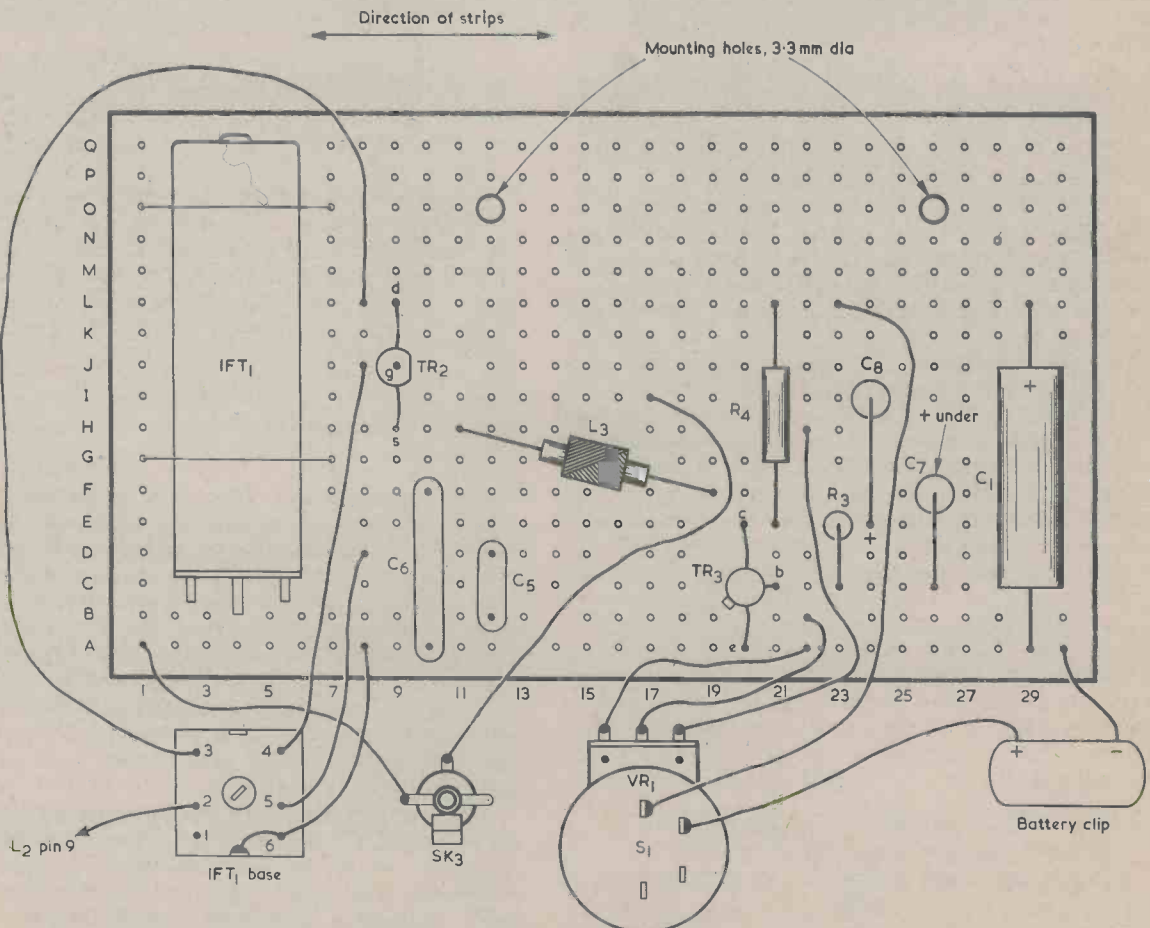 Direction of strips
Mounting holes, 3·3mm dia
Q
P
O
N
M
L
K
J
I
H
G
F
E
D
C
B
A
IFT1
d
g
TR2
s
L3
R4
C8
+ under
C7
R3
+
C1
+
C6
C5
c
TR3
b
e
1 3 5 7 9 11 13 15 17 19 21 23 25 27 29
3 4
2 5
1 6
L2 pin 9
IFT1 base
SK3
VR1
S1
+ −
Battery clip